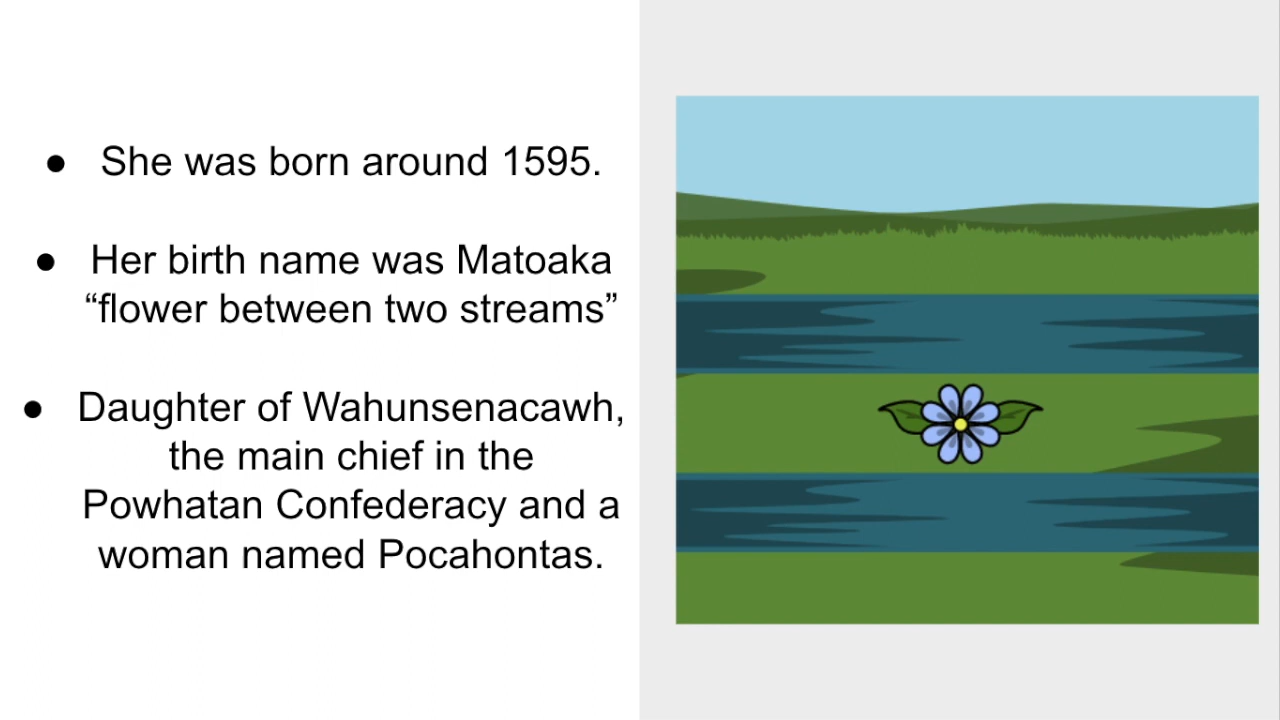 ● She was born around 1595.
● Her birth name was Matoaka
“flower between two streams”
● Daughter of Wahunsenacawh,
the main chief in the
Powhatan Confederacy and a
woman named Pocahontas.